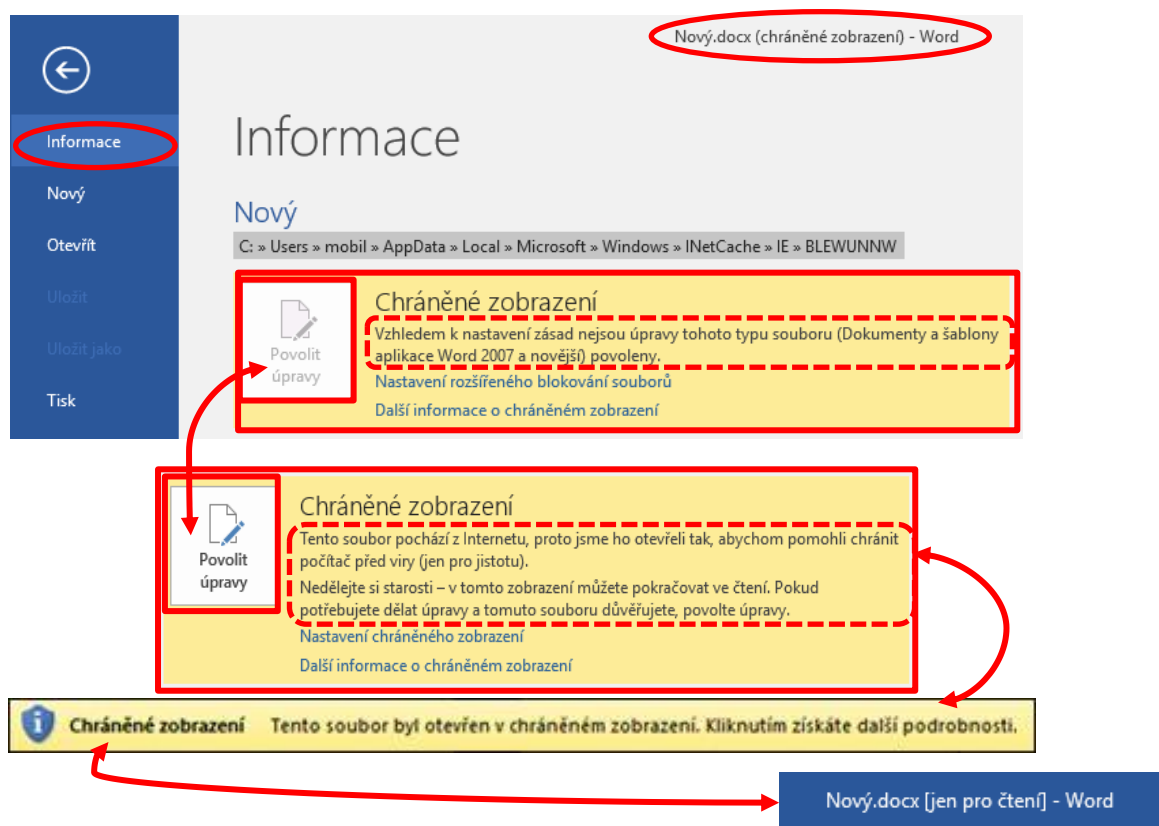 Nový.docx (chráněné zobrazení) - Word
Informace
Nový
Otevřít
Uložit
Uložit jako
Tisk
Informace
Nový
C: » Users » mobil » AppData » Local » Microsoft » Windows » INetCache » IE » BLEWUNNW
Povolit
úpravy
Chráněné zobrazení
Vzhledem k nastavení zásad nejsou úpravy tohoto typu souboru (Dokumenty a šablony
aplikace Word 2007 a novější) povoleny.
Nastavení rozšířeného blokování souborů
Další informace o chráněném zobrazení
Povolit
úpravy
Chráněné zobrazení
Tento soubor pochází z Internetu, proto jsme ho otevřeli tak, abychom pomohli chránit
počítač před viry (jen pro jistotu).
Nedělejte si starosti – v tomto zobrazení můžete pokračovat ve čtení. Pokud
potřebujete dělat úpravy a tomuto souboru důvěřujete, povolte úpravy.
Nastavení chráněného zobrazení
Další informace o chráněném zobrazení
Chráněné zobrazení Tento soubor byl otevřen v chráněném zobrazení. Kliknutím získáte další podrobnosti.
Nový.docx [jen pro čtení] - Word